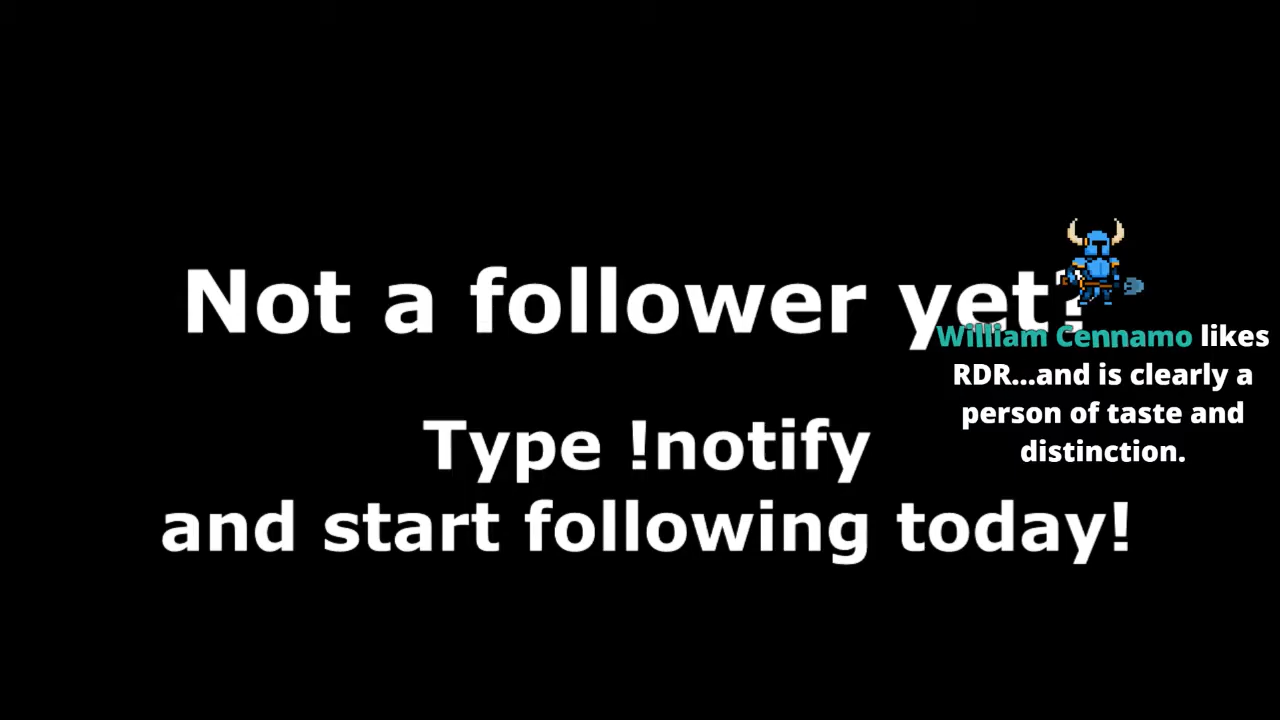 Not a follower yet?
William Cennamo likes
RDR...and is clearly a
person of taste and
distinction.
Type !notify
and start following today!